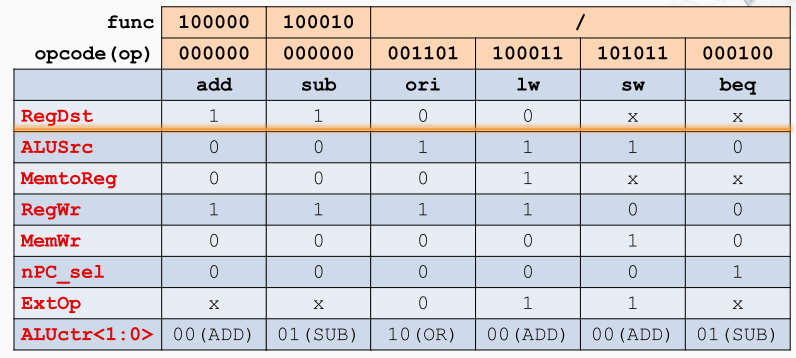 func 100000 100010 /
opcode(op) 000000 000000 001101 100011 101011 000100
add sub ori lw sw beq
RegDst 1 1 0 0 x x
ALUSrc 0 0 1 1 1 0
MemtoReg 0 0 0 1 x x
RegWr 1 1 1 1 0 0
MemWr 0 0 0 0 1 0
nPC_sel 0 0 0 0 0 1
ExtOp x x 0 1 1 x
ALUctr<1:0> 00(ADD) 01(SUB) 10(OR) 00(ADD) 00(ADD) 01(SUB)